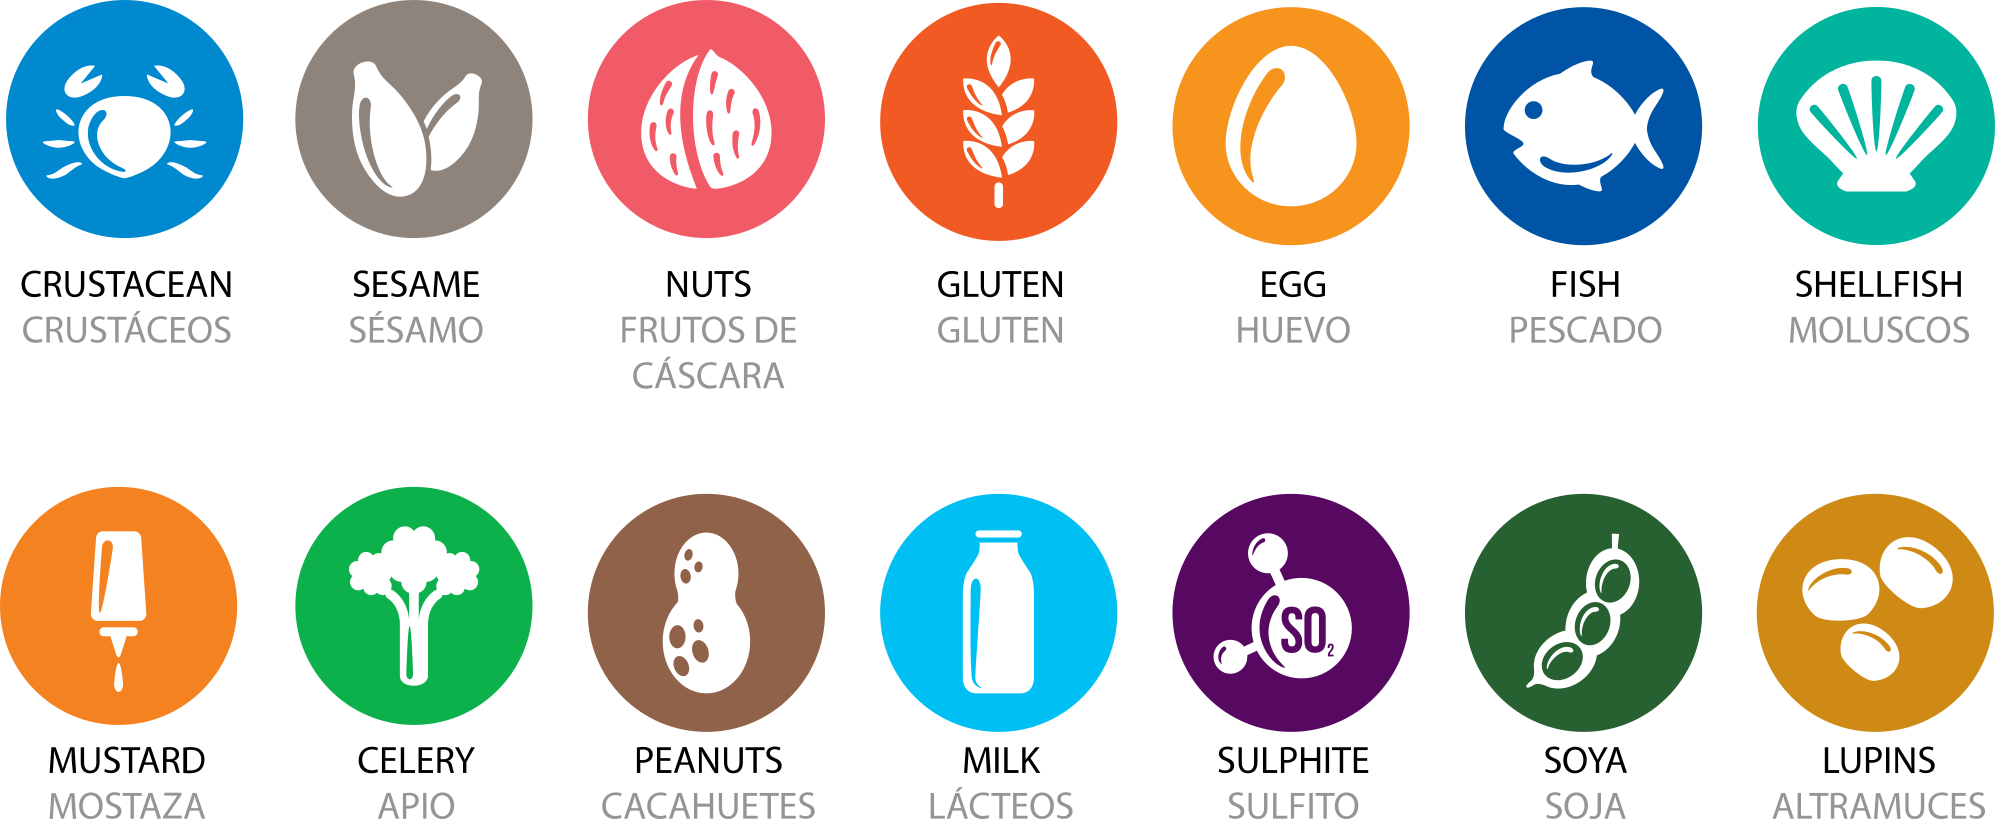 CRUSTACEAN
CRUSTÁCEOS
SESAME
SÉSAMO
NUTS
FRUTOS DE
CÁSCARA
GLUTEN
GLUTEN
EGG
HUEVO
FISH
PESCADO
SHELLFISH
MOLUSCOS
MUSTARD
MOSTAZA
CELERY
APIO
PEANUTS
CACAHUETES
MILK
LÁCTEOS
SO₂
SULPHITE
SULFITO
SOYA
SOJA
LUPINS
ALTRAMUCES